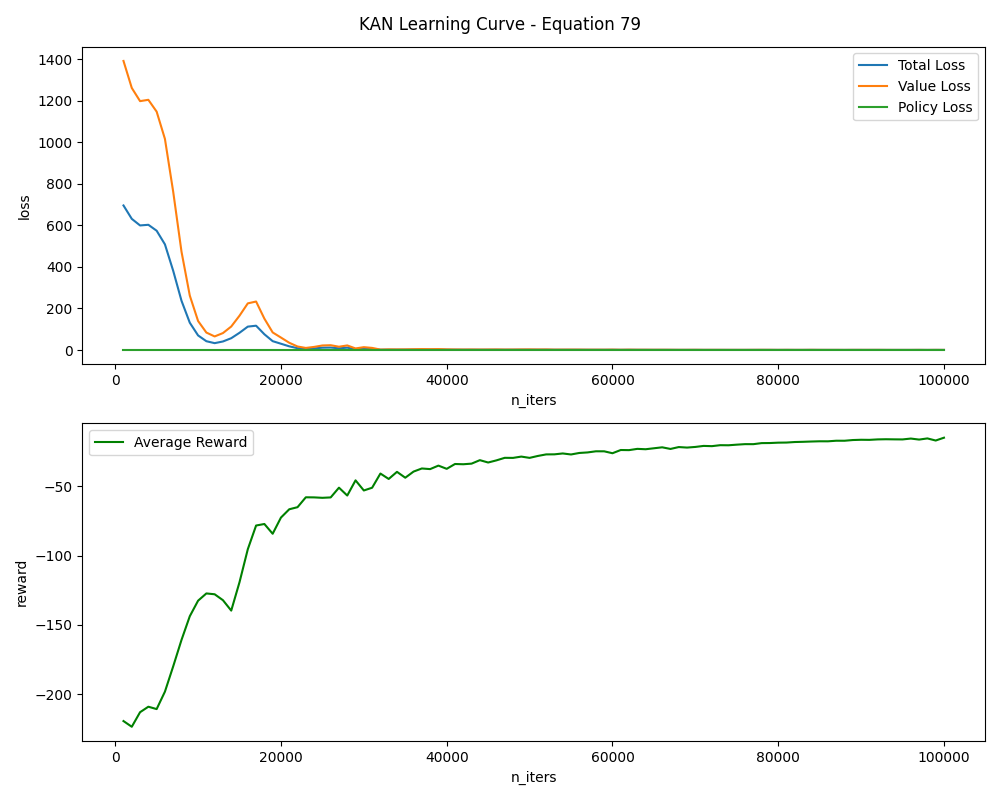 KAN Learning Curve - Equation 79
1400
1200
1000
800
600
400
200
0
loss
Total Loss
Value Loss
Policy Loss
0 20000 40000 60000 80000 100000
n_iters
Average Reward
−50
−100
−150
−200
reward
0 20000 40000 60000 80000 100000
n_iters